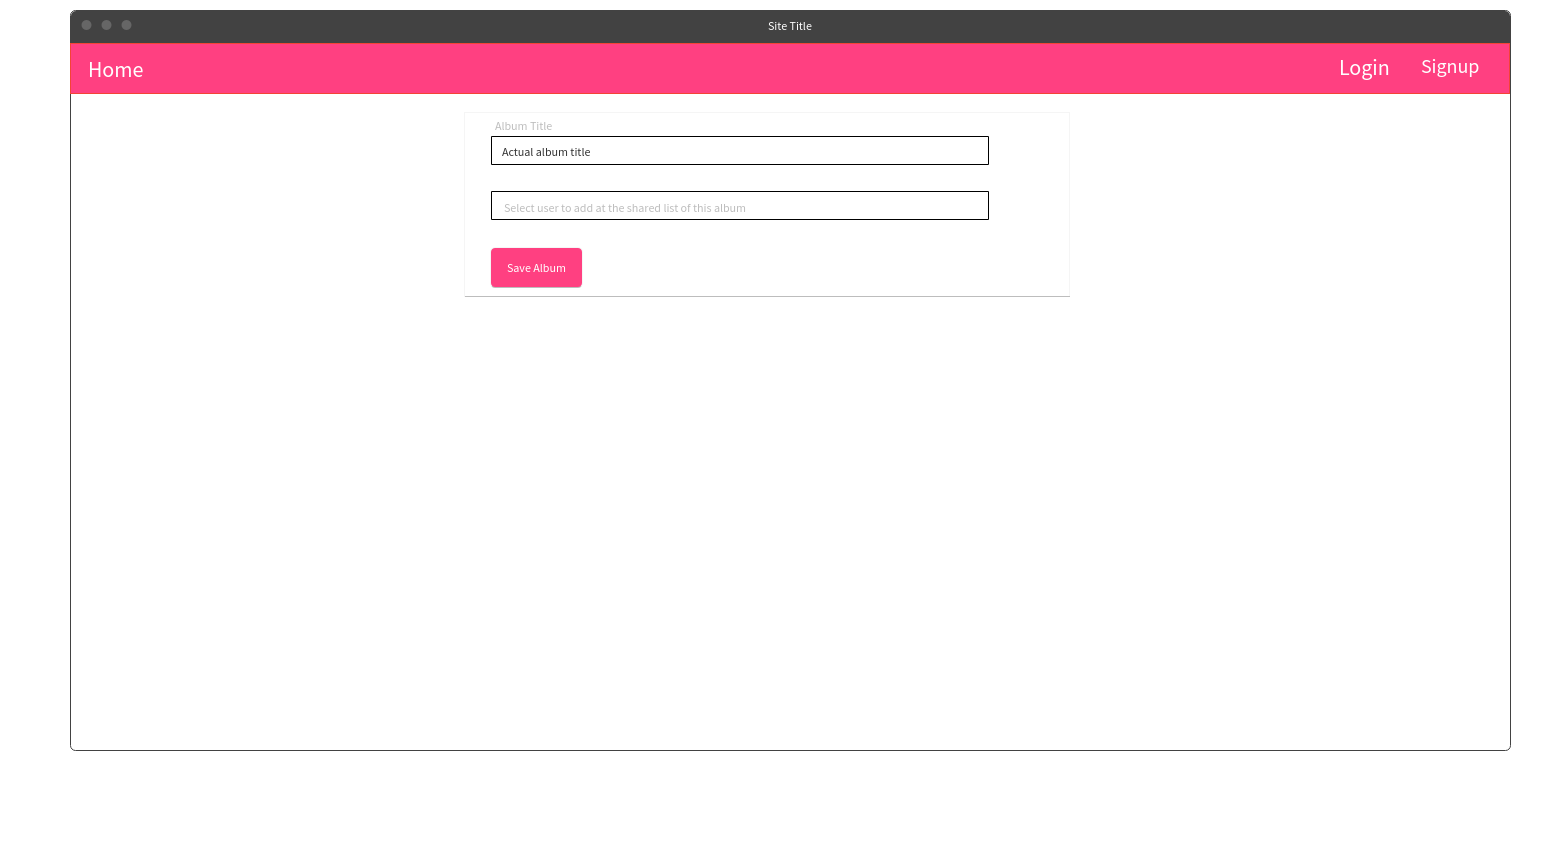 Site Title
Home
Login
Signup
Album Title
Actual album title
Select user to add at the shared list of this album
Save Album